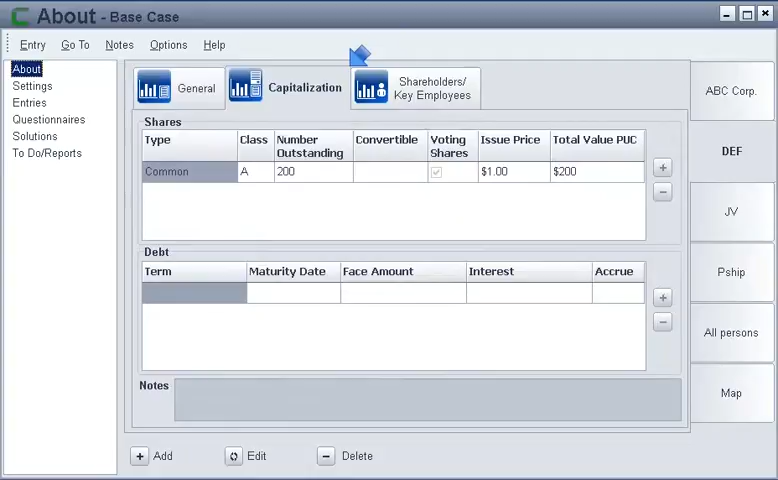 About - Base Case
Entry Go To Notes Options Help
About
Settings
Entries
Questionnaires
Solutions
To Do/Reports
General
Capitalization
Shareholders/
Key Employees
Shares
Type Class Number Outstanding Convertible Voting Shares Issue Price Total Value PUC
Common A 200 $1.00 $200
Debt
Term Maturity Date Face Amount Interest Accrue
Notes
Add Edit Delete
ABC Corp.
DEF
JV
Pship
All persons
Map